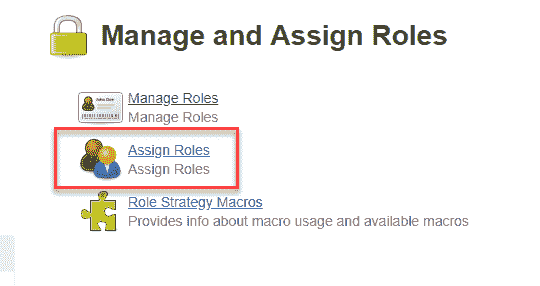 Manage and Assign Roles
Manage Roles
Manage Roles
Assign Roles
Assign Roles
Role Strategy Macros
Provides info about macro usage and available macros